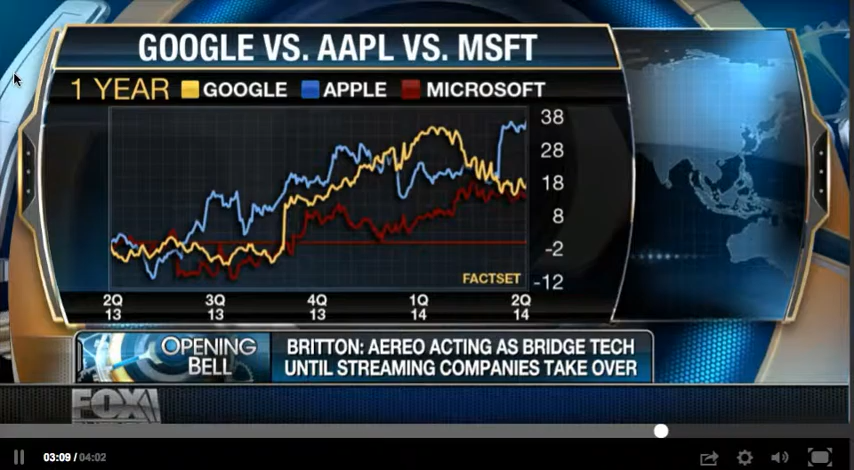 GOOGLE VS. AAPL VS. MSFT
1 YEAR GOOGLE APPLE MICROSOFT
38
28
18
8
-2
-12
FACTSET
2Q 3Q 4Q 1Q 2Q
13 13 13 14 14
OPENING
BELL
BRITTON: AEREO ACTING AS BRIDGE TECH
UNTIL STREAMING COMPANIES TAKE OVER
FOX
03:09 / 04:02